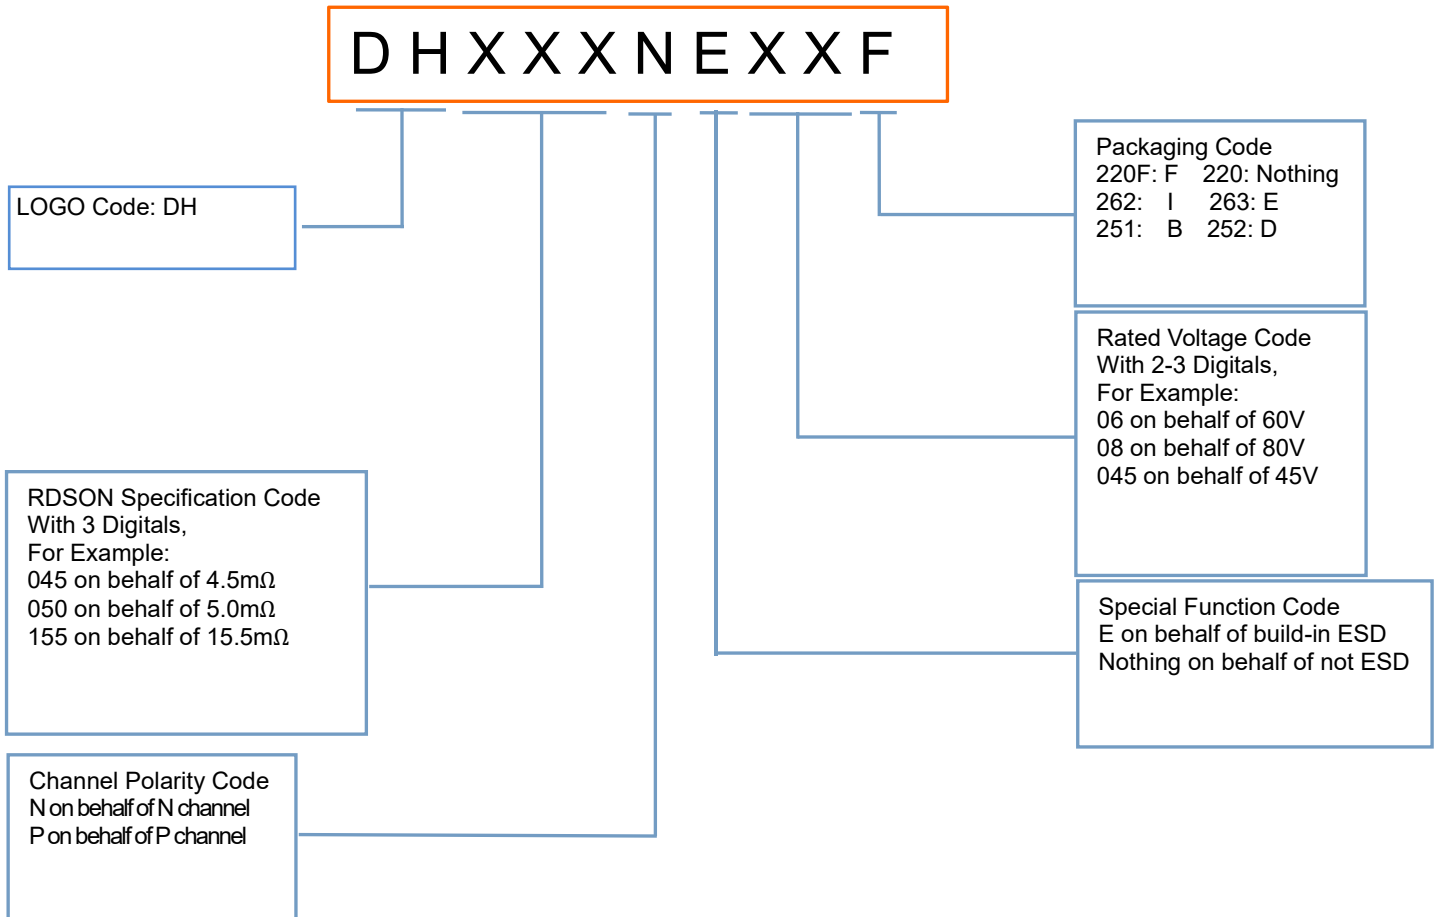 DHXXXNEXXF
LOGO Code: DH
RDSON Specification Code
With 3 Digitals,
For Example:
045 on behalf of 4.5mΩ
050 on behalf of 5.0mΩ
155 on behalf of 15.5mΩ
Channel Polarity Code
N on behalf of N channel
P on behalf of P channel
Packaging Code
220F: F 220: Nothing
262: I 263: E
251: B 252: D
Rated Voltage Code
With 2-3 Digitals,
For Example:
06 on behalf of 60V
08 on behalf of 80V
045 on behalf of 45V
Special Function Code
E on behalf of build-in ESD
Nothing on behalf of not ESD